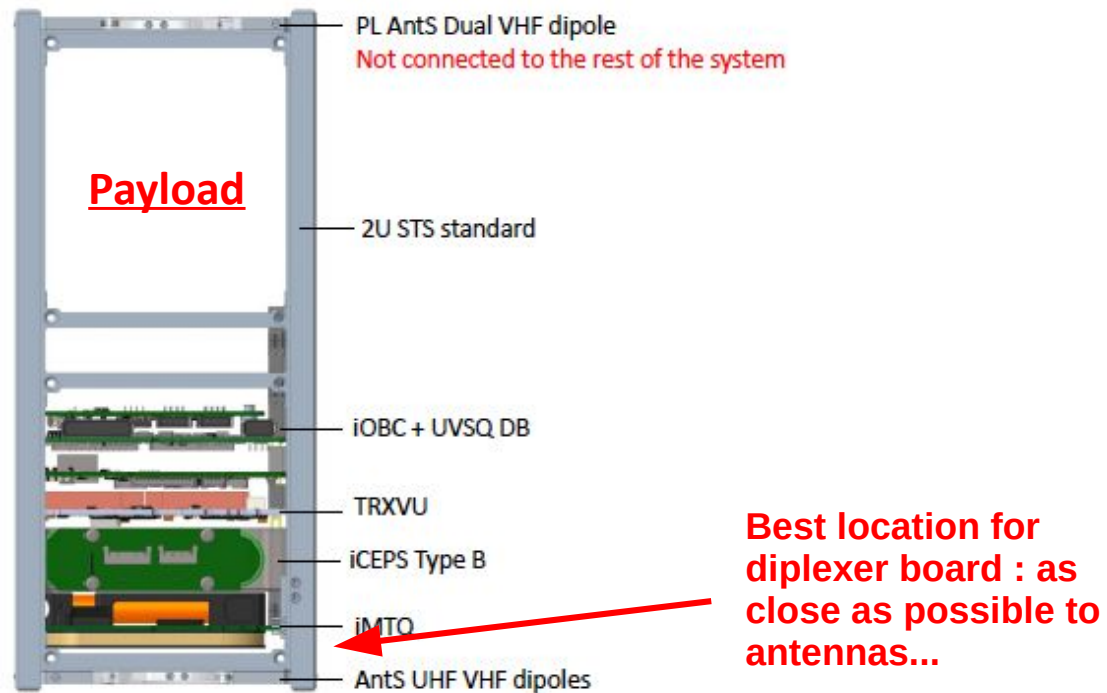 PL AntS Dual VHF dipole
Not connected to the rest of the system
Payload
2U STS standard
iOBC + UVSQ DB
TRXVU
iCEPS Type B
iMTQ
AntS UHF VHF dipoles
Best location for
diplexer board : as
close as possible to
antennas...